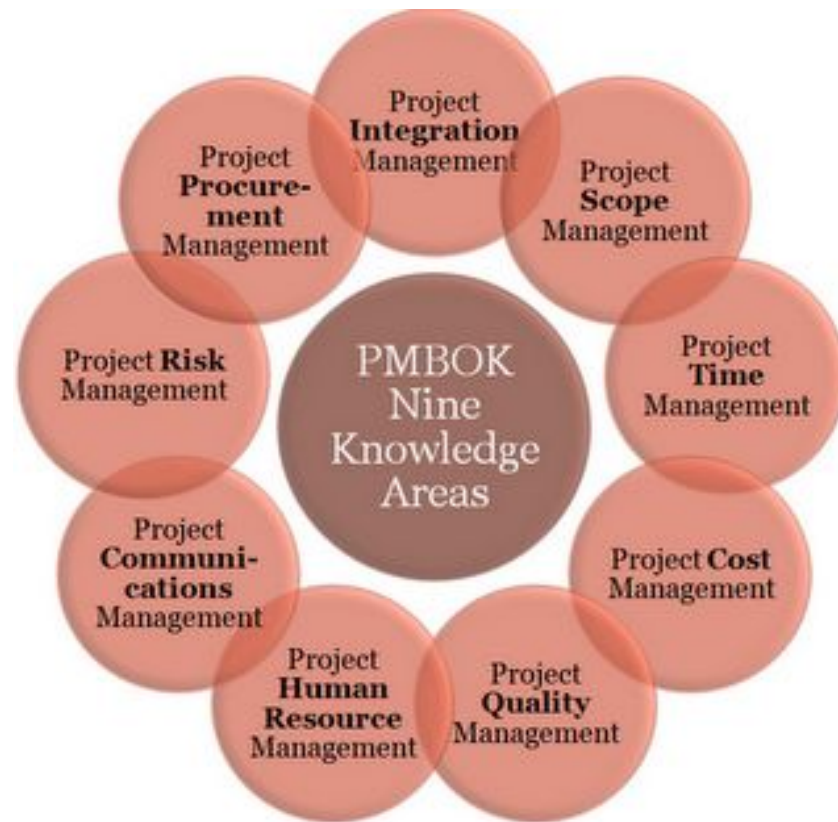 Project
Integration
Management
Project
Scope
Management
Project
Time
Management
Project Cost
Management
Project
Quality
Management
Project
Human
Resource
Management
Project
Communi-
cations
Management
Project Risk
Management
Project
Procure-
ment
Management
PMBOK
Nine
Knowledge
Areas